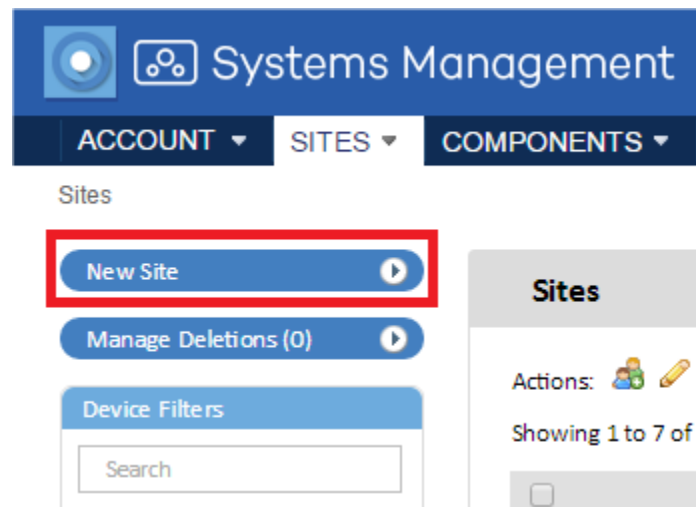 Systems Management
ACCOUNT SITES COMPONENTS
Sites
New Site
Manage Deletions (0)
Device Filters
Search
Sites
Actions:
Showing 1 to 7 of